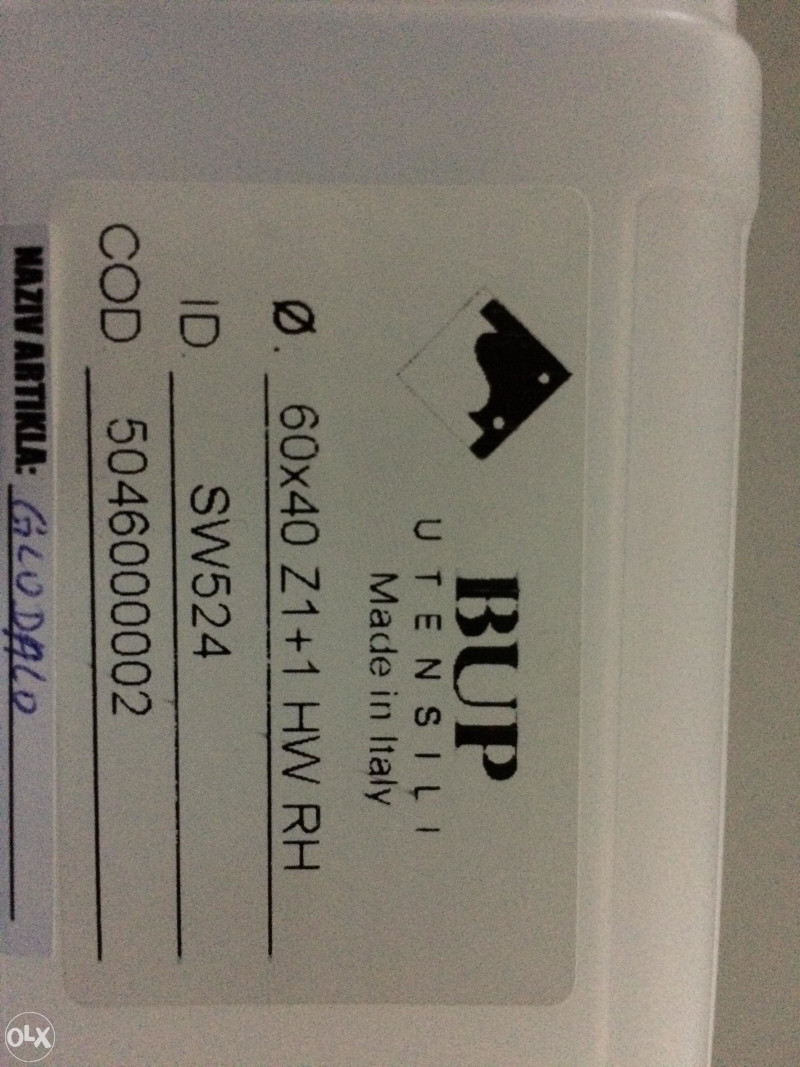 BUP
UTENSILI
Made in Italy
Ø. 60x40 Z1+1 HW RH
ID. SW524
COD 5046000002
NAZIV ARTIKLA: GLODALO
OLX